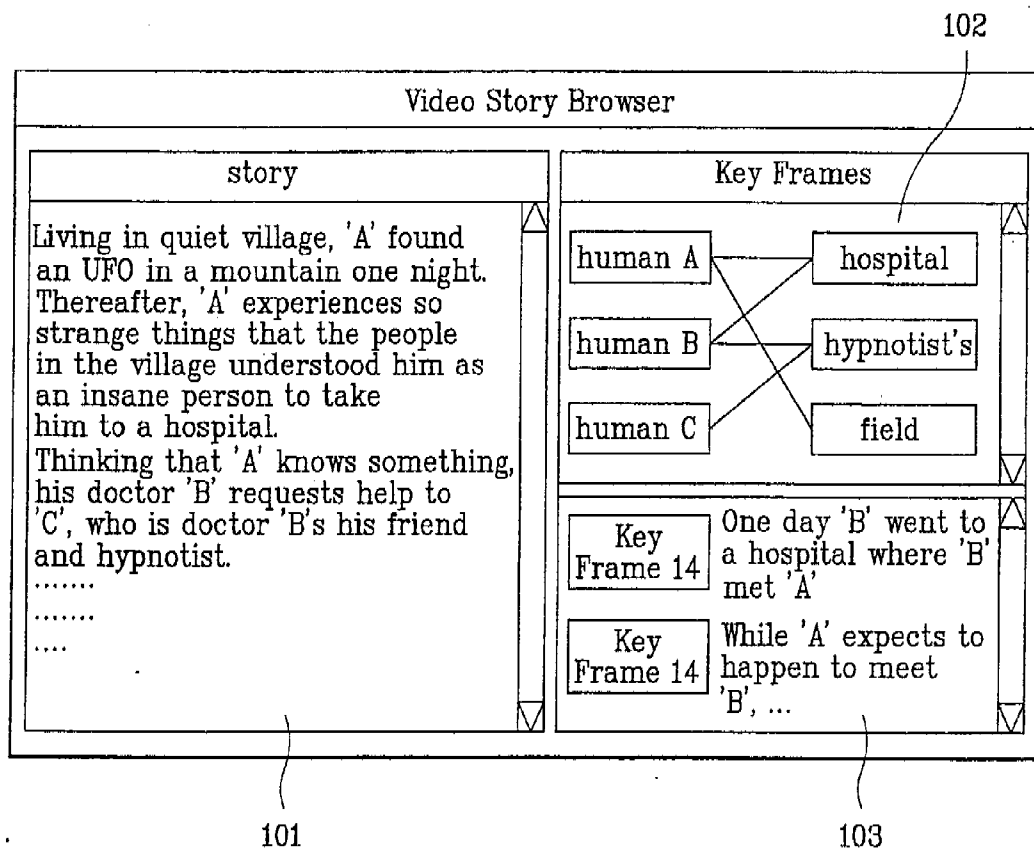 102
Video Story Browser
story
Living in quiet village, 'A' found
an UFO in a mountain one night.
Thereafter, 'A' experiences so
strange things that the people
in the village understood him as
an insane person to take
him to a hospital.
Thinking that 'A' knows something,
his doctor 'B' requests help to
'C', who is doctor 'B's his friend
and hypnotist.
.......
.......
....
Key Frames
human A
hospital
human B
hypnotist's
human C
field
Key
Frame 14
One day 'B' went to
a hospital where 'B'
met 'A'
Key
Frame 14
While 'A' expects to
happen to meet
'B', ...
101
103